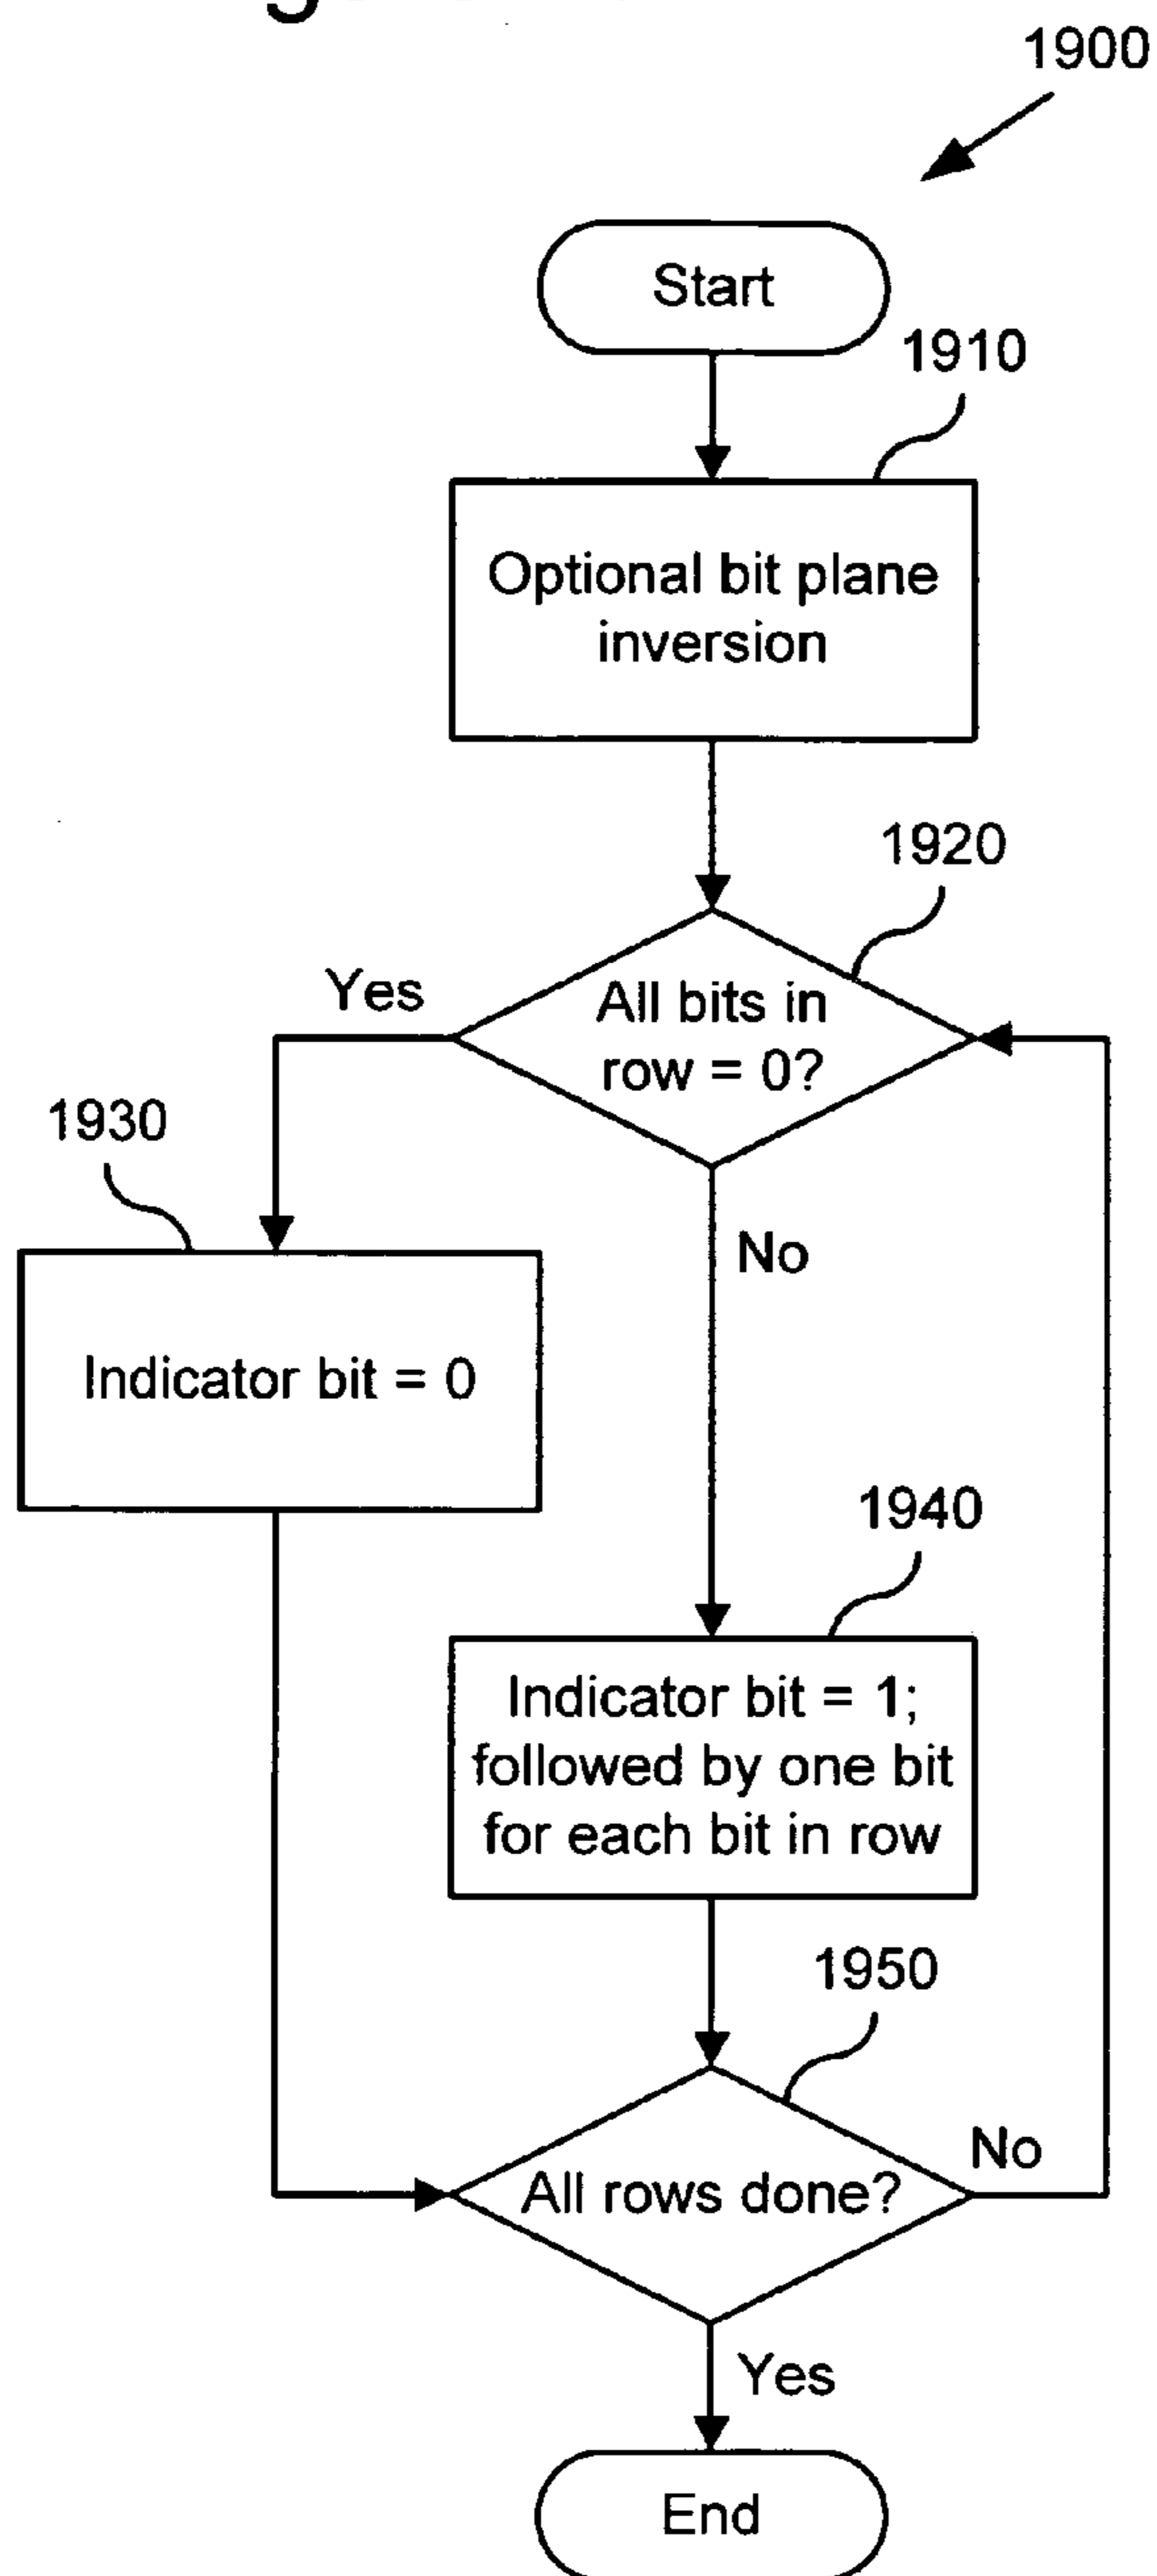 1900
Start
1910
Optional bit plane
inversion
1920
Yes
All bits in
row = 0?
1930
No
Indicator bit = 0
1940
Indicator bit = 1;
followed by one bit
for each bit in row
1950
No
All rows done?
Yes
End